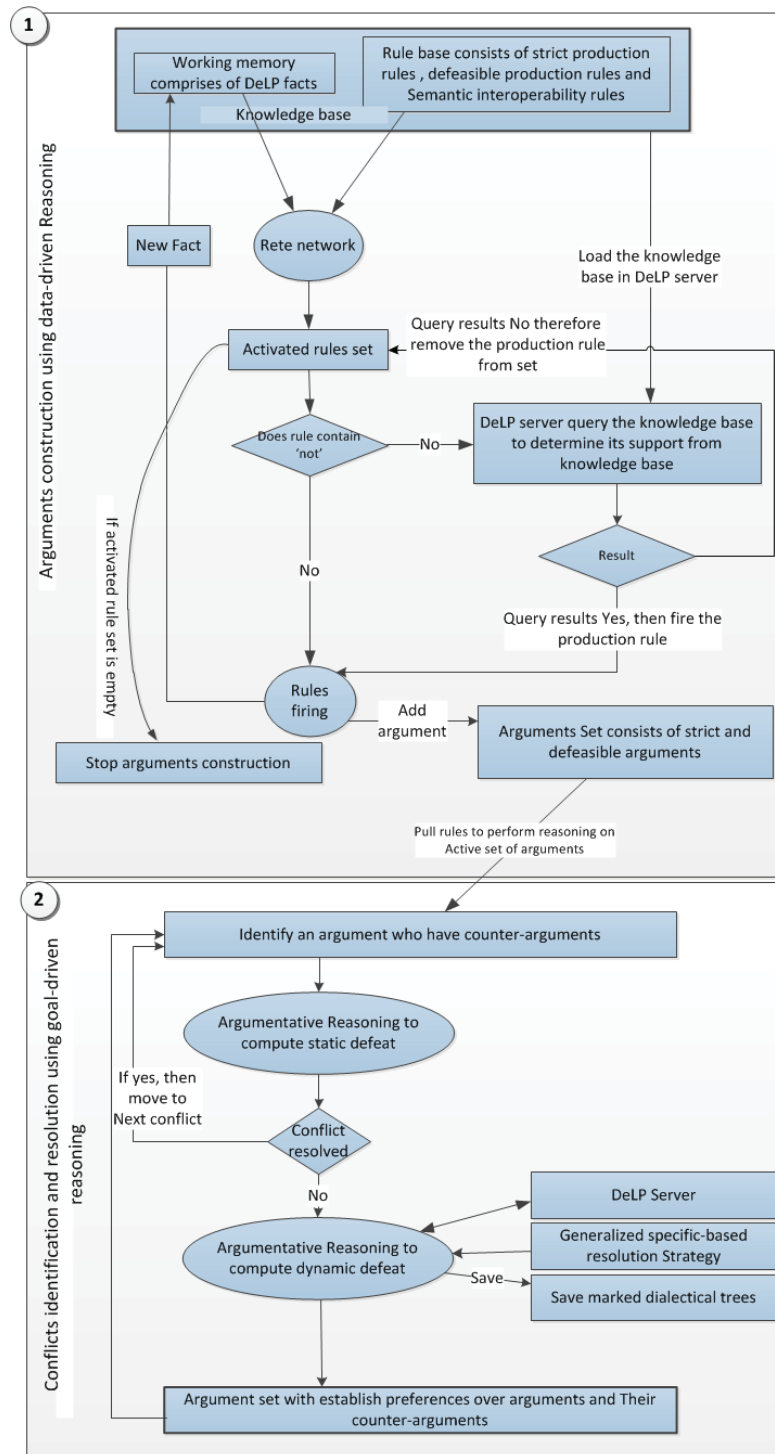 1
Working memory
comprises of DeLP facts
Rule base consists of strict production
rules , defeasible production rules and
Semantic interoperability rules
Knowledge base
Arguments construction using data-driven Reasoning
New Fact
Rete network
Load the knowledge
base in DeLP server
Activated rules set
Query results No therefore
remove the production rule
from set
Does rule contain
'not'
No
DeLP server query the knowledge base
to determine its support from
knowledge base
If activated rule set is empty
No
Result
Query results Yes, then fire the
production rule
Rules
firing
Add
argument
Arguments Set consists of strict and
defeasible arguments
Stop arguments construction
Pull rules to perform reasoning on
Active set of arguments
2
Conflicts identification and resolution using goal-driven
reasoning
Identify an argument who have counter-arguments
Argumentative Reasoning to
compute static defeat
If yes, then
move to
Next conflict
Conflict
resolved
No
Argumentative Reasoning to
compute dynamic defeat
DeLP Server
Generalized specific-based
resolution Strategy
Save
Save marked dialectical trees
Argument set with establish preferences over arguments and Their
counter-arguments